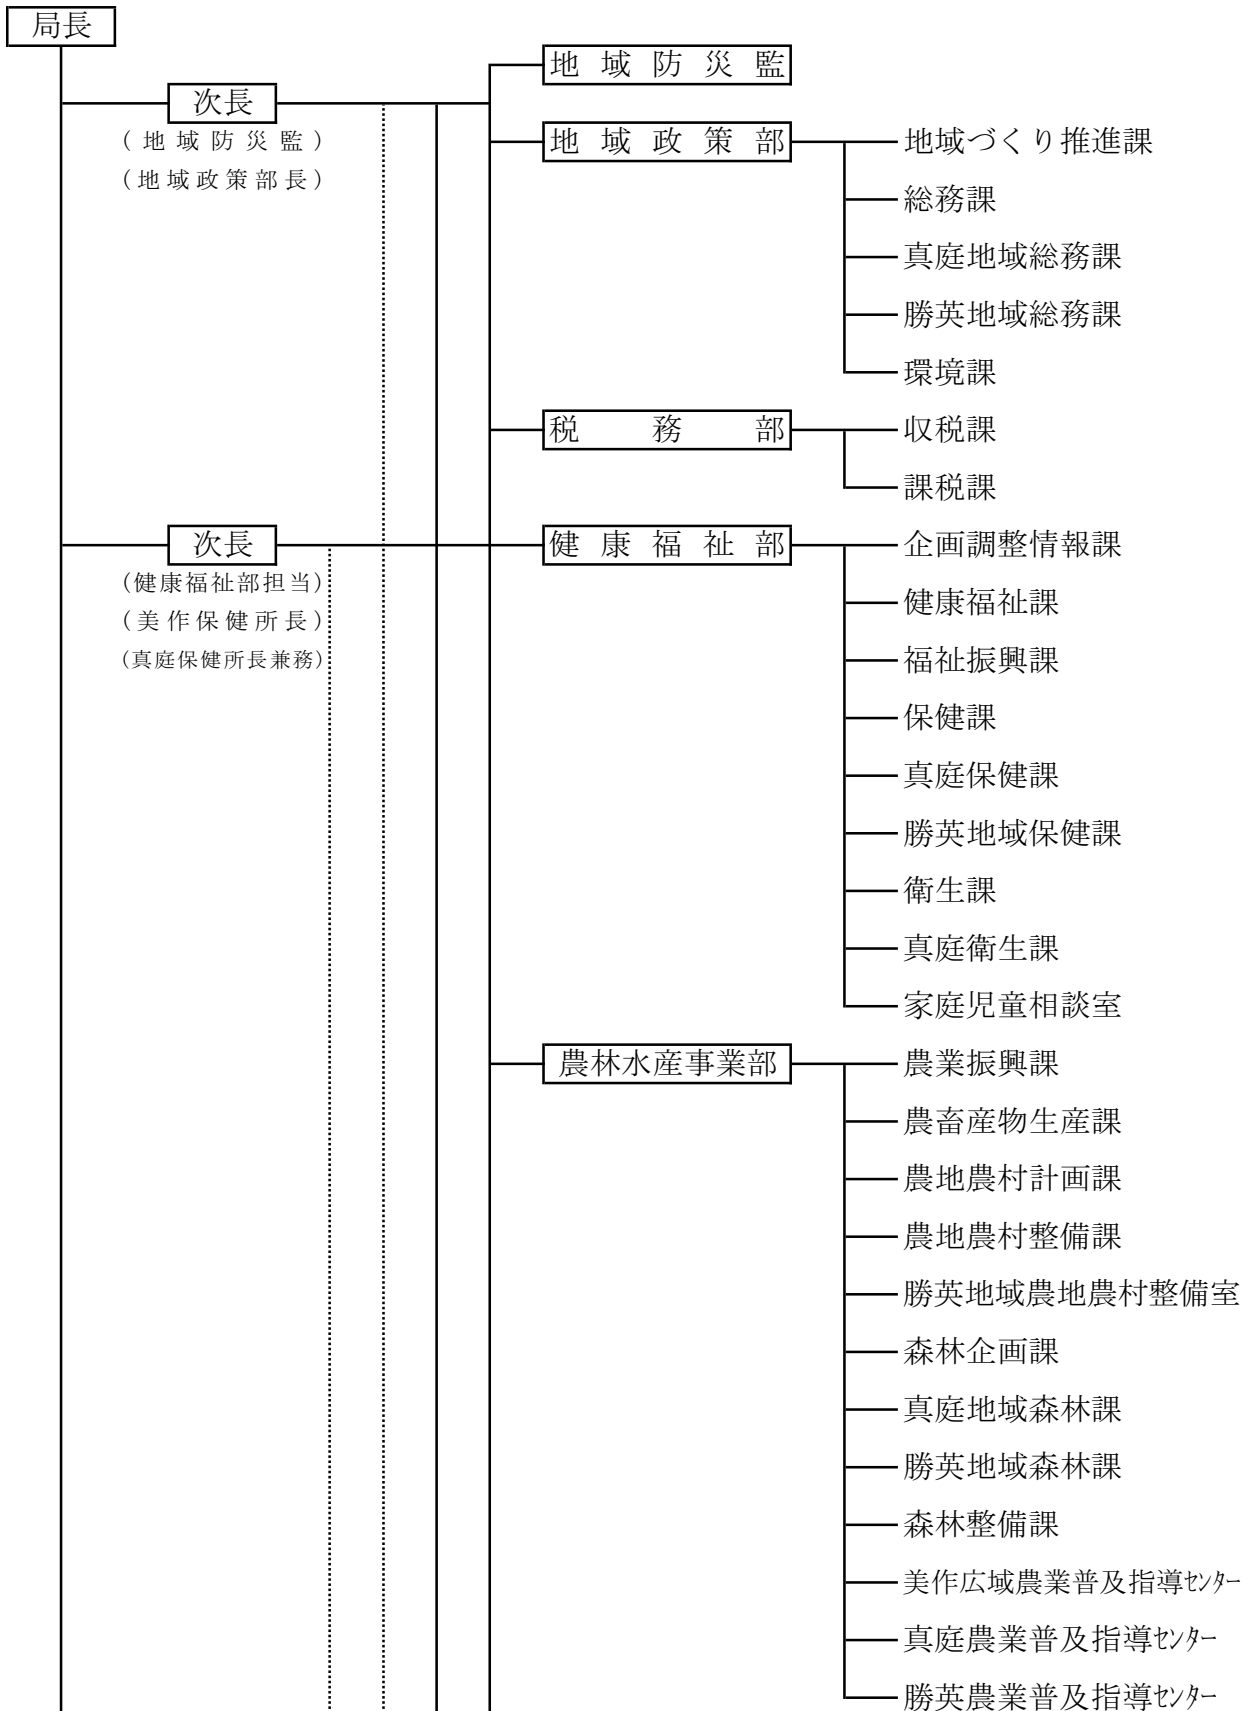 局長
地域防災監
次長
(地域防災監)
(地域政策部長)
地域政策部
地域づくり推進課
総務課
真庭地域総務課
勝英地域総務課
環境課
税務部
収税課
課税課
次長
(健康福祉部担当)
(美作保健所長)
(真庭保健所長兼務)
健康福祉部
企画調整情報課
健康福祉課
福祉振興課
保健課
真庭保健課
勝英地域保健課
衛生課
真庭衛生課
家庭児童相談室
農林水産事業部
農業振興課
農畜産物生産課
農地農村計画課
農地農村整備課
勝英地域農地農村整備室
森林企画課
真庭地域森林課
勝英地域森林課
森林整備課
美作広域農業普及指導ｾﾝﾀｰ
真庭農業普及指導ｾﾝﾀｰ
勝英農業普及指導ｾﾝﾀｰ